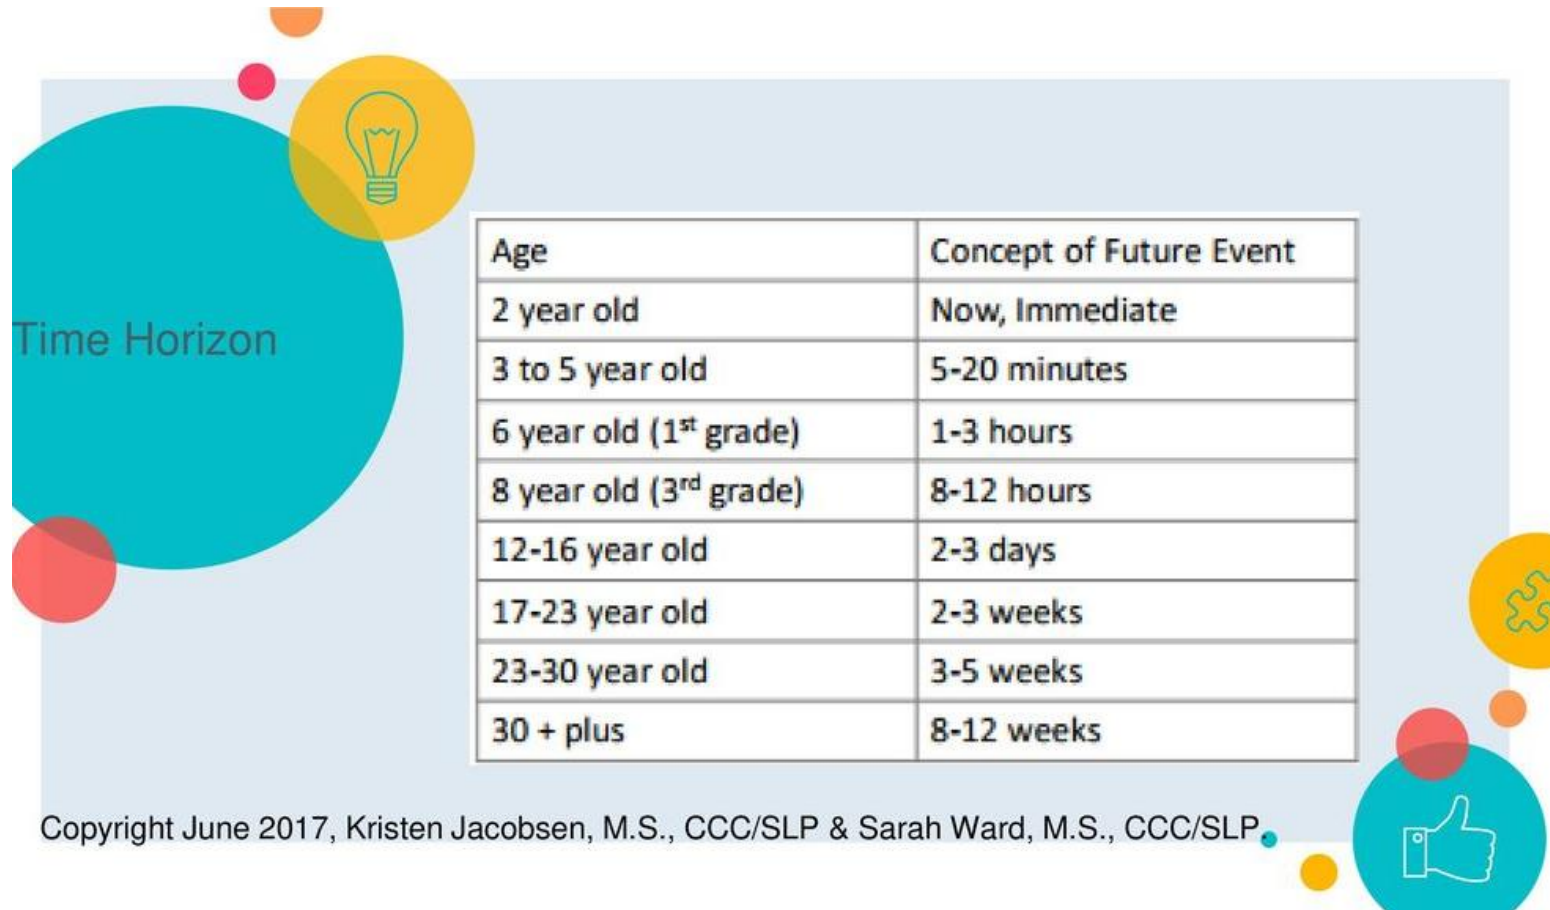 Time Horizon
Age Concept of Future Event
2 year old Now, Immediate
3 to 5 year old 5-20 minutes
6 year old (1st grade) 1-3 hours
8 year old (3rd grade) 8-12 hours
12-16 year old 2-3 days
17-23 year old 2-3 weeks
23-30 year old 3-5 weeks
30 + plus 8-12 weeks
Copyright June 2017, Kristen Jacobsen, M.S., CCC/SLP & Sarah Ward, M.S., CCC/SLP.